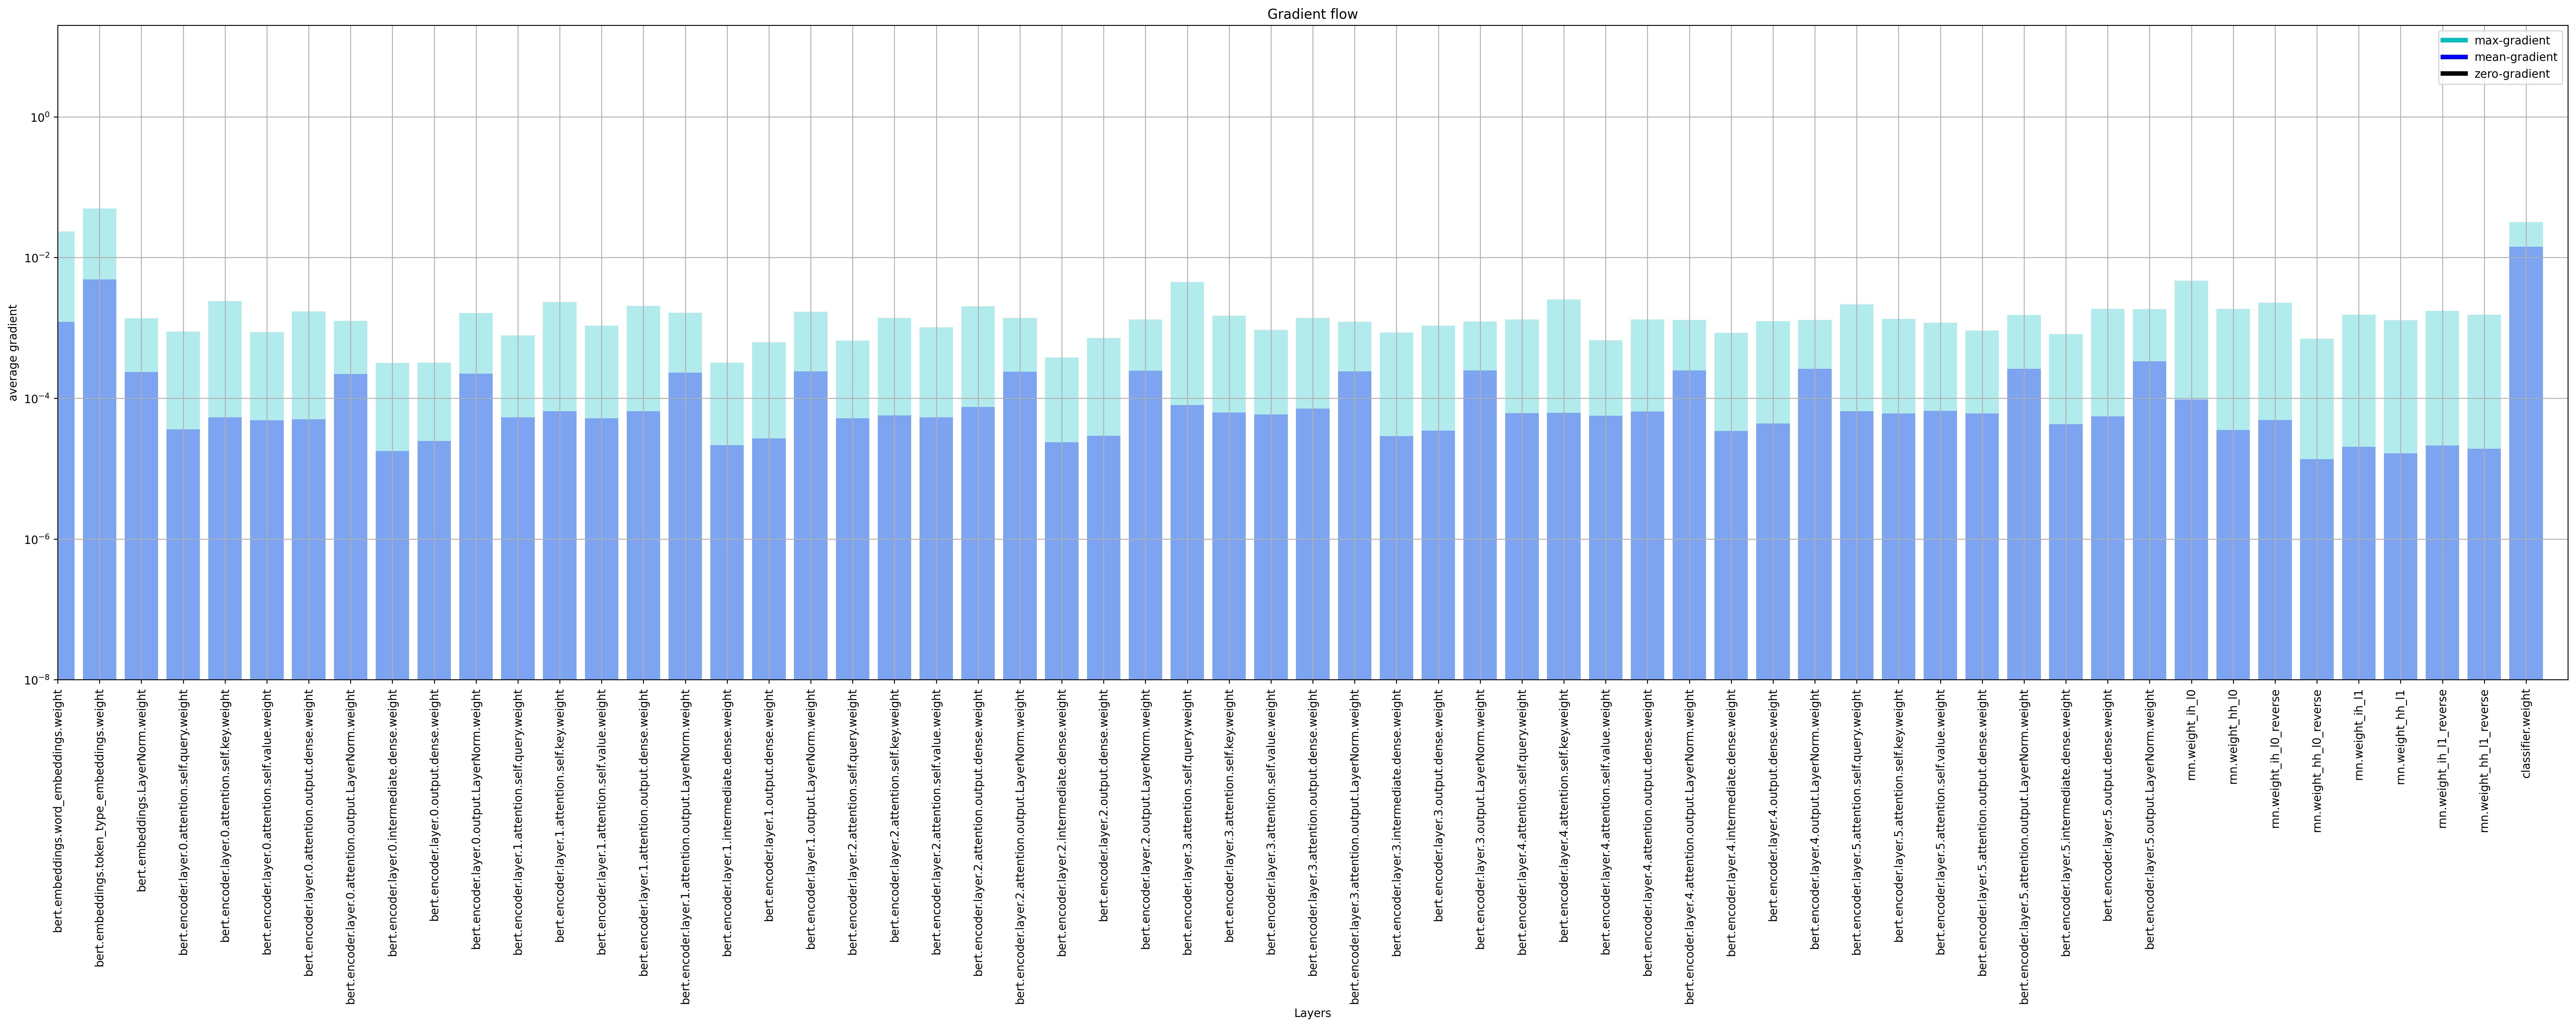 Gradient flow
max-gradient
mean-gradient
zero-gradient
average gradient
10⁰
10⁻²
10⁻⁴
10⁻⁶
10⁻⁸
bert.embeddings.word_embeddings.weight
bert.embeddings.token_type_embeddings.weight
bert.embeddings.LayerNorm.weight
bert.encoder.layer.0.attention.self.query.weight
bert.encoder.layer.0.attention.self.key.weight
bert.encoder.layer.0.attention.self.value.weight
bert.encoder.layer.0.attention.output.dense.weight
bert.encoder.layer.0.attention.output.LayerNorm.weight
bert.encoder.layer.0.intermediate.dense.weight
bert.encoder.layer.0.output.dense.weight
bert.encoder.layer.0.output.LayerNorm.weight
bert.encoder.layer.1.attention.self.query.weight
bert.encoder.layer.1.attention.self.key.weight
bert.encoder.layer.1.attention.self.value.weight
bert.encoder.layer.1.attention.output.dense.weight
bert.encoder.layer.1.attention.output.LayerNorm.weight
bert.encoder.layer.1.intermediate.dense.weight
bert.encoder.layer.1.output.dense.weight
bert.encoder.layer.1.output.LayerNorm.weight
bert.encoder.layer.2.attention.self.query.weight
bert.encoder.layer.2.attention.self.key.weight
bert.encoder.layer.2.attention.self.value.weight
bert.encoder.layer.2.attention.output.dense.weight
bert.encoder.layer.2.attention.output.LayerNorm.weight
bert.encoder.layer.2.intermediate.dense.weight
bert.encoder.layer.2.output.dense.weight
bert.encoder.layer.2.output.LayerNorm.weight
bert.encoder.layer.3.attention.self.query.weight
bert.encoder.layer.3.attention.self.key.weight
bert.encoder.layer.3.attention.self.value.weight
bert.encoder.layer.3.attention.output.dense.weight
bert.encoder.layer.3.attention.output.LayerNorm.weight
bert.encoder.layer.3.intermediate.dense.weight
bert.encoder.layer.3.output.dense.weight
bert.encoder.layer.3.output.LayerNorm.weight
bert.encoder.layer.4.attention.self.query.weight
bert.encoder.layer.4.attention.self.key.weight
bert.encoder.layer.4.attention.self.value.weight
bert.encoder.layer.4.attention.output.dense.weight
bert.encoder.layer.4.attention.output.LayerNorm.weight
bert.encoder.layer.4.intermediate.dense.weight
bert.encoder.layer.4.output.dense.weight
bert.encoder.layer.4.output.LayerNorm.weight
bert.encoder.layer.5.attention.self.query.weight
bert.encoder.layer.5.attention.self.key.weight
bert.encoder.layer.5.attention.self.value.weight
bert.encoder.layer.5.attention.output.dense.weight
bert.encoder.layer.5.attention.output.LayerNorm.weight
bert.encoder.layer.5.intermediate.dense.weight
bert.encoder.layer.5.output.dense.weight
bert.encoder.layer.5.output.LayerNorm.weight
rnn.weight_ih_l0
rnn.weight_hh_l0
rnn.weight_ih_l0_reverse
rnn.weight_hh_l0_reverse
rnn.weight_ih_l1
rnn.weight_hh_l1
rnn.weight_ih_l1_reverse
rnn.weight_hh_l1_reverse
classifier.weight
Layers